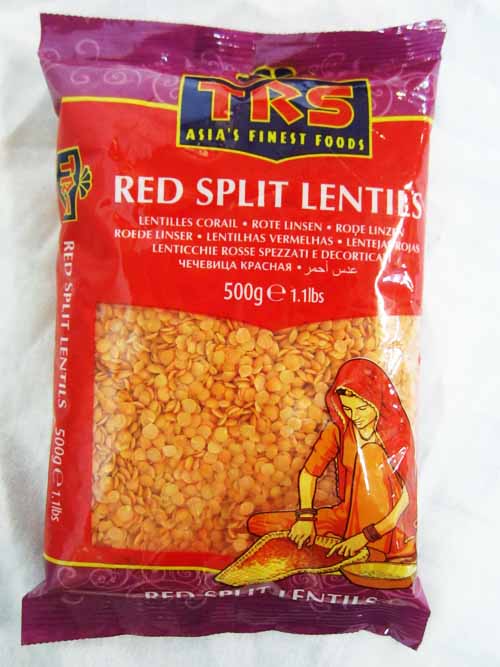 TRS
ASIA'S FINEST FOODS
RED SPLIT LENTILS
LENTILLES CORAIL • ROTE LINSEN • RODE LINZEN
ROEDE LINSER • LENTILHAS VERMELHAS • LENTEJAS ROJAS
LENTICCHIE ROSSE SPEZZATI E DECORTICATI
ЧЕЧЕВИЦА КРАСНАЯ • عدس أحمر
500g e 1.1lbs
TRS
RED SPLIT LENTILS 500g e 1.1lbs
RED SPLIT LENTILS